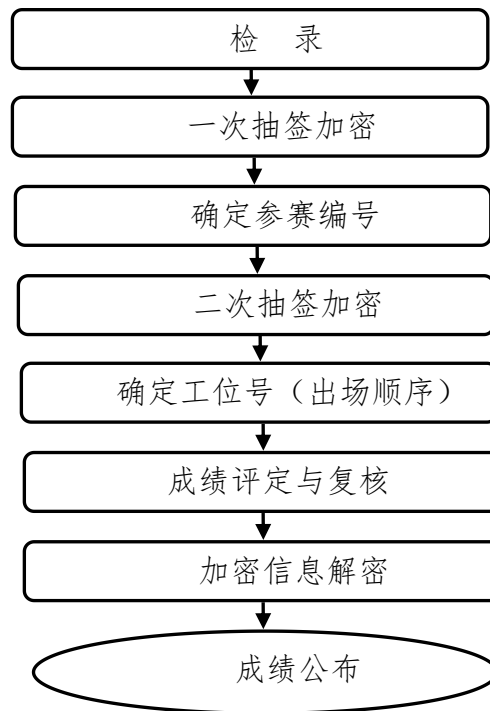 检　录
一次抽签加密
确定参赛编号
二次抽签加密
确定工位号（出场顺序）
成绩评定与复核
加密信息解密
成绩公布